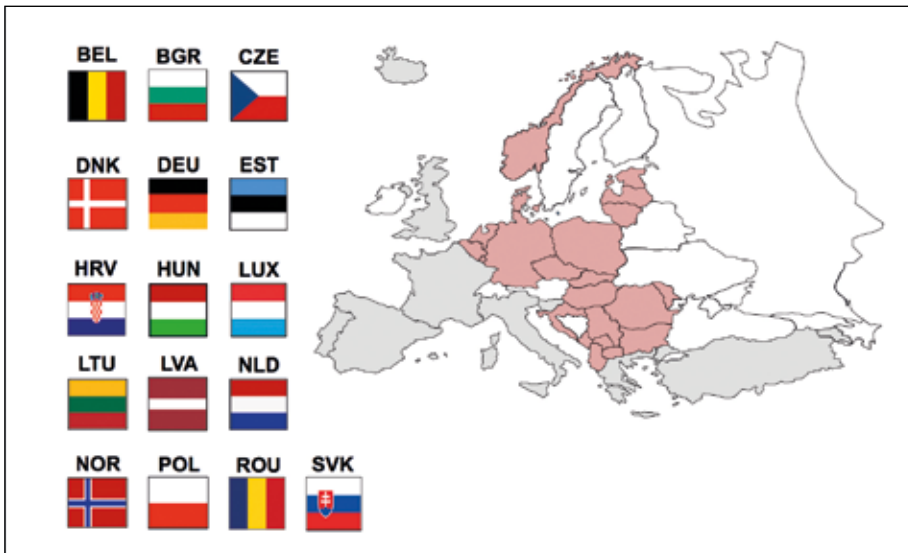 BEL BGR CZE
DNK DEU EST
HRV HUN LUX
LTU LVA NLD
NOR POL ROU SVK